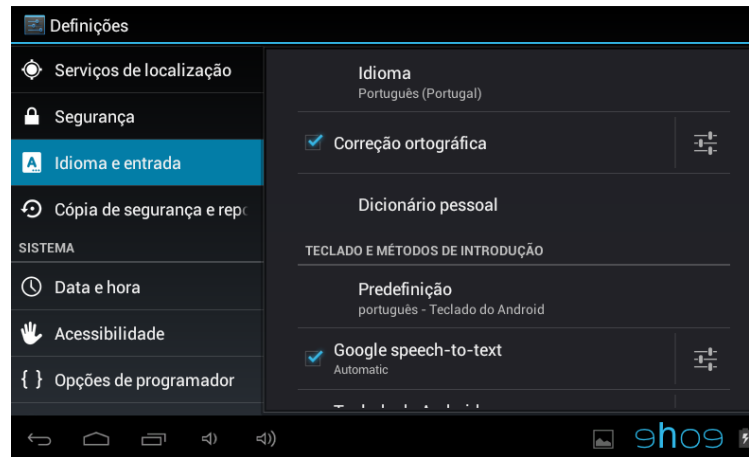 Definições
Serviços de localização
Segurança
Idioma e entrada
Cópia de segurança e
SISTEMA
Data e hora
Acessibilidade
{ } Opções de programador
Idioma
Português (Portugal)
Correção ortográfica
Dicionário pessoal
TECLADO E MÉTODOS DE INTRODUÇÃO
Predefinição
português - Teclado do Android
Google speech-to-text
Automatic
9h09